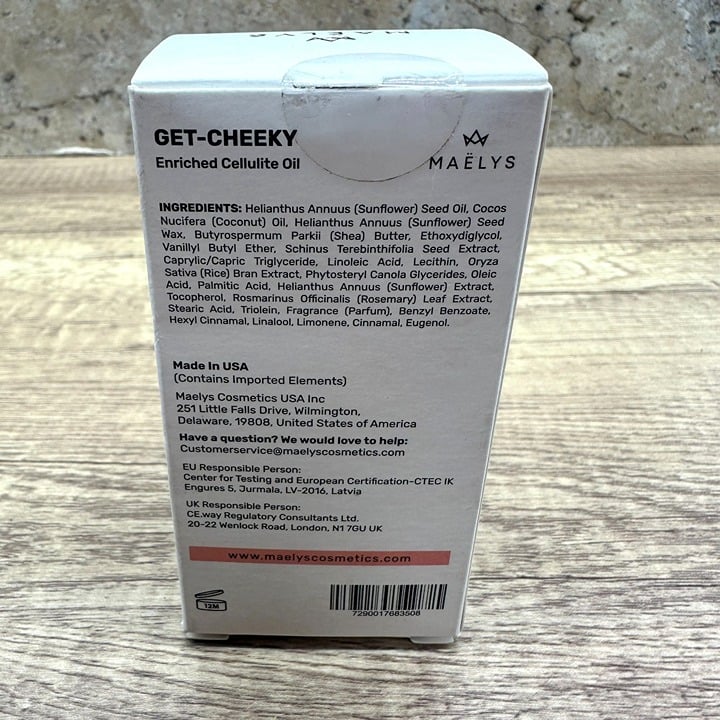 MAËLYS
GET-CHEEKY
Enriched Cellulite Oil
MAËLYS
INGREDIENTS: Helianthus Annuus (Sunflower) Seed Oil, Cocos
Nucifera (Coconut) Oil, Helianthus Annuus (Sunflower) Seed
Wax, Butyrospermum Parkii (Shea) Butter, Ethoxydiglycol,
Vanillyl Butyl Ether, Schinus Terebinthifolia Seed Extract,
Caprylic/Capric Triglyceride, Linoleic Acid, Lecithin, Oryza
Sativa (Rice) Bran Extract, Phytosteryl Canola Glycerides, Oleic
Acid, Palmitic Acid, Helianthus Annuus (Sunflower) Extract,
Tocopherol, Rosmarinus Officinalis (Rosemary) Leaf Extract,
Stearic Acid, Triolein, Fragrance (Parfum), Benzyl Benzoate,
Hexyl Cinnamal, Linalool, Limonene, Cinnamal, Eugenol.
Made In USA
(Contains Imported Elements)
Maelys Cosmetics USA Inc
251 Little Falls Drive, Wilmington,
Delaware, 19808, United States of America
Have a question? We would love to help:
Customerservice@maelyscosmetics.com
EU Responsible Person:
Center for Testing and European Certification-CTEC IK
Engures 5, Jurmala, LV-2016, Latvia
UK Responsible Person:
CE.way Regulatory Consultants Ltd.
20-22 Wenlock Road, London, N1 7GU UK
www.maelyscosmetics.com
12M
7290017683508